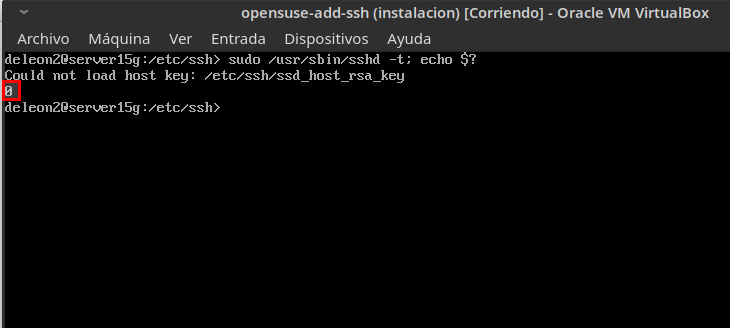 opensuse-add-ssh (instalacion) [Corriendo] - Oracle VM VirtualBox
Archivo Máquina Ver Entrada Dispositivos Ayuda
deleon2@server15g:/etc/ssh> sudo /usr/sbin/sshd -t; echo $?
Could not load host key: /etc/ssh/ssd_host_rsa_key
0
deleon2@server15g:/etc/ssh>